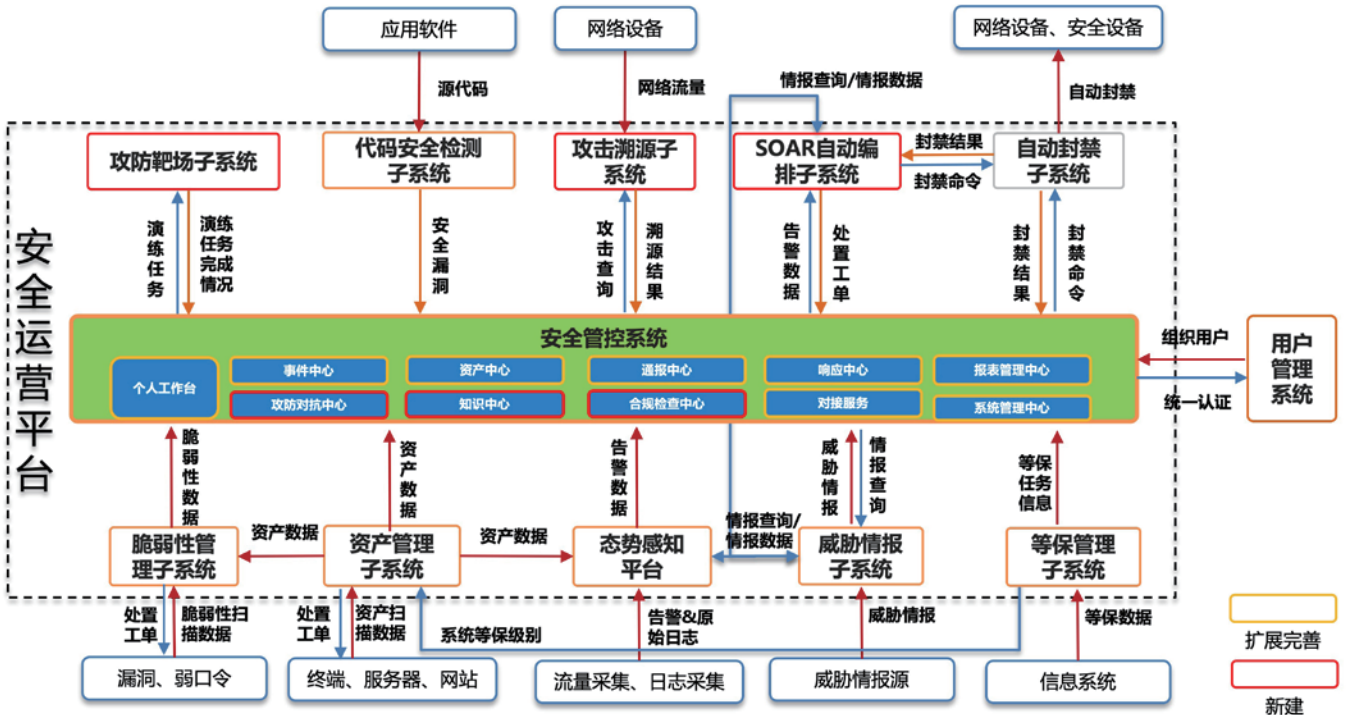 应用软件
网络设备
网络设备、安全设备
源代码
网络流量
情报查询/情报数据
自动封禁
攻防靶场子系统
代码安全检测
子系统
攻击溯源子
系统
SOAR自动编
排子系统
封禁结果
封禁命令
自动封禁
子系统
演练任务
演练
任务
完成
情况
安全漏洞
攻击查询
溯源结果
告警数据
处置工单
封禁结果
封禁命令
安全运营平台
安全管控系统
个人工作台
事件中心
资产中心
通报中心
响应中心
报表管理中心
攻防对抗中心
知识中心
合规检查中心
对接服务
系统管理中心
组织用户
统一认证
用户
管理
系统
脆弱性数据
资产数据
告警数据
威胁情报
情报查询
等保
任务
信息
脆弱性管
理子系统
资产数据
资产管理
子系统
资产数据
态势感知
平台
情报查询/
情报数据
威胁情报
子系统
等保管理
子系统
处置
工单
脆弱性扫
描数据
处置
工单
资产扫
描数据
系统等保级别
告警&原
始日志
威胁情报
等保数据
漏洞、弱口令
终端、服务器、网站
流量采集、日志采集
威胁情报源
信息系统
扩展完善
新建